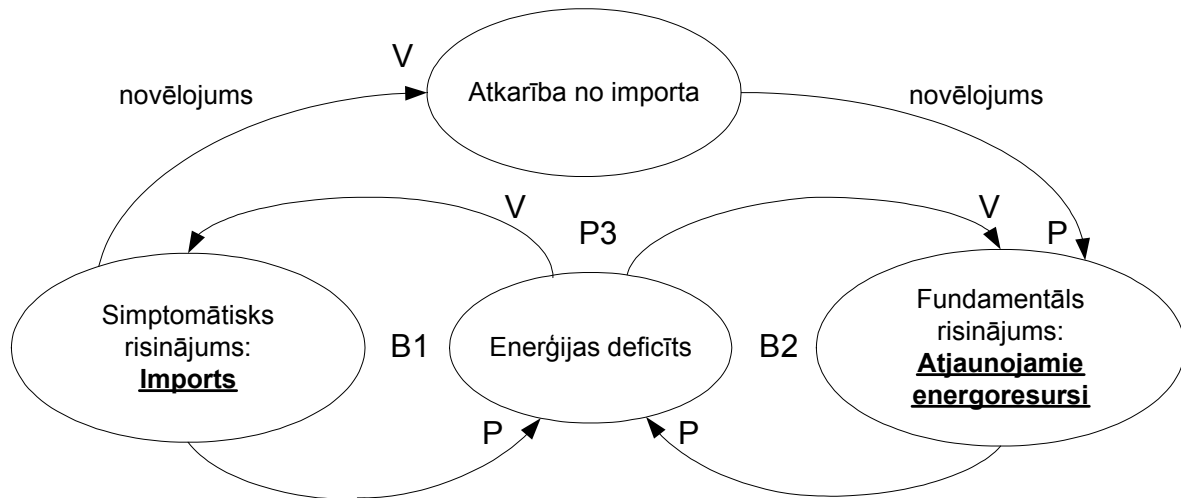 V
Atkarība no importa
novēlojums
novēlojums
V
P3
V
P
Simptomātisks
risinājums:
Imports
B1
Enerģijas deficīts
B2
Fundamentāls
risinājums:
Atjaunojamie
energoresursi
P
P